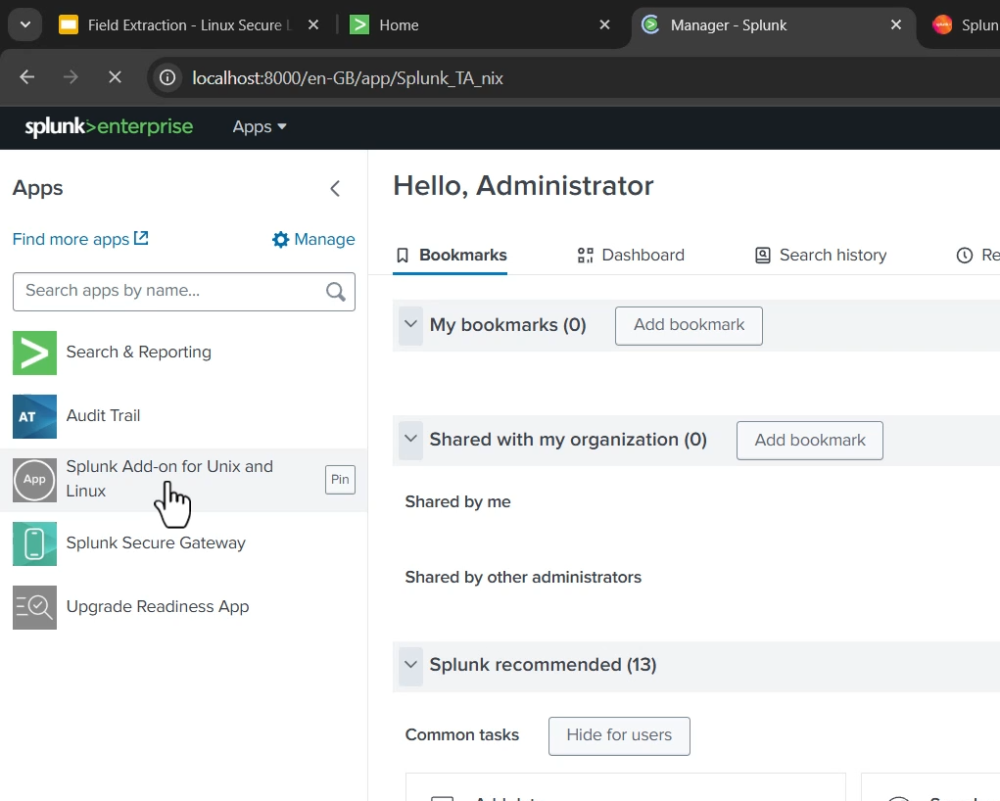 Field Extraction - Linux Secure
Home
Manager - Splunk
localhost:8000/en-GB/app/Splunk_TA_nix
splunk>enterprise
Apps
Apps
Find more apps
Manage
Search apps by name...
Search & Reporting
AT
Audit Trail
App
Splunk Add-on for Unix and
Linux
Pin
Splunk Secure Gateway
Upgrade Readiness App
Hello, Administrator
Bookmarks
Dashboard
Search history
My bookmarks (0)
Add bookmark
Shared with my organization (0)
Add bookmark
Shared by me
Shared by other administrators
Splunk recommended (13)
Common tasks
Hide for users